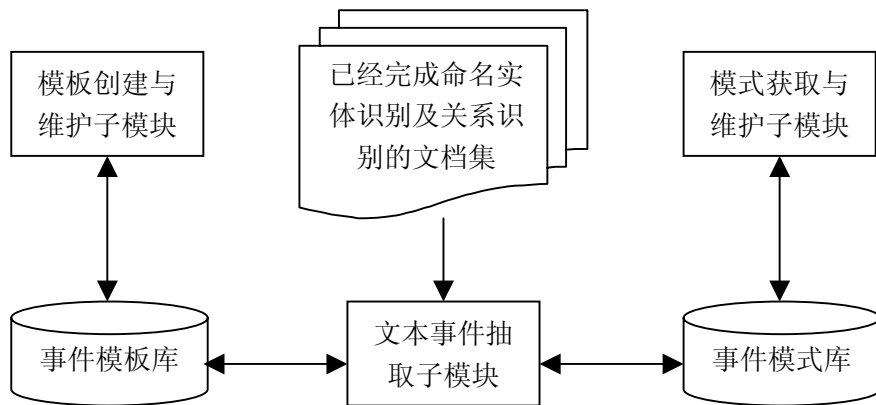 模板创建与
维护子模块
已经完成命名实
体识别及关系识
别的文档集
模式获取与
维护子模块
事件模板库
文本事件抽
取子模块
事件模式库